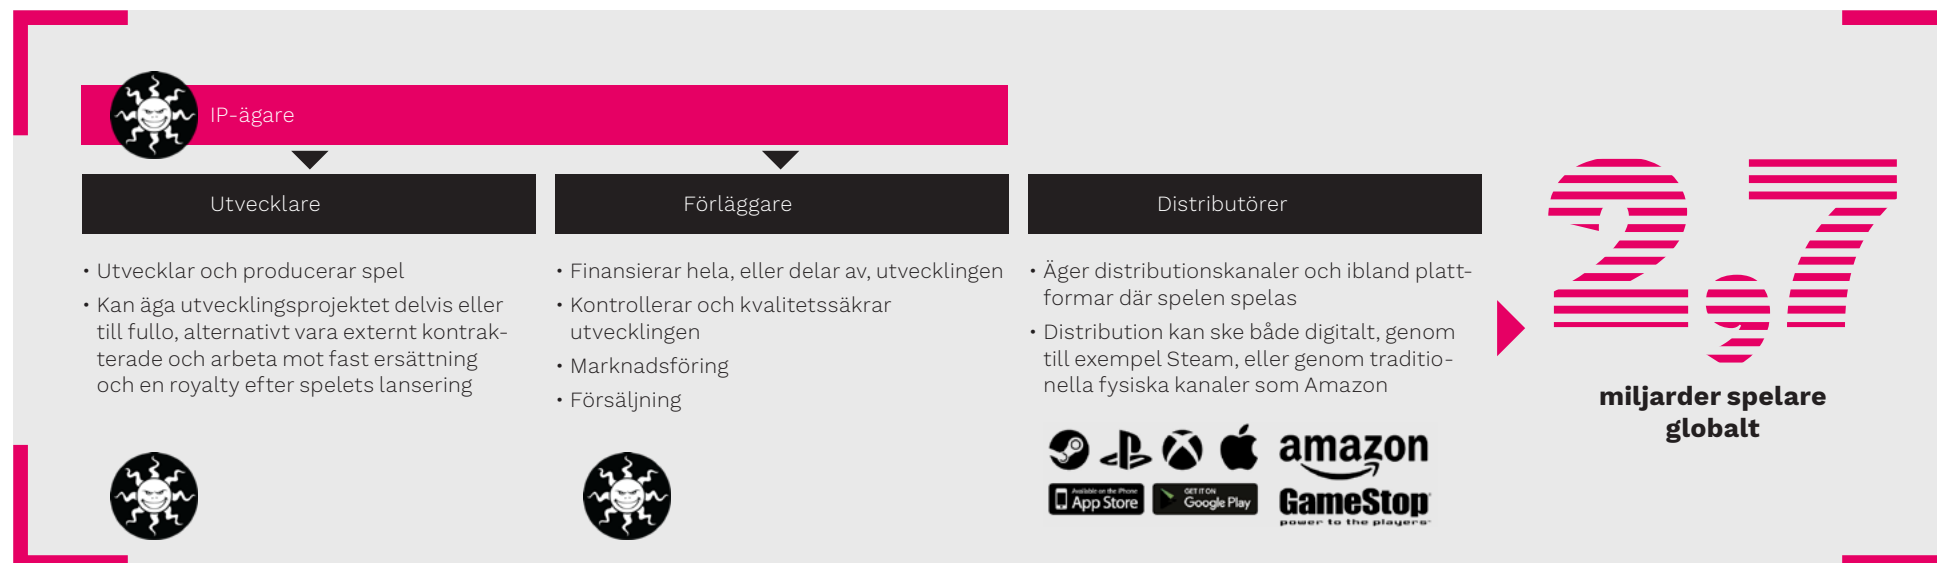 IP-ägare
Utvecklare
• Utvecklar och producerar spel
• Kan äga utvecklingsprojektet delvis eller
till fullo, alternativt vara externt kontrak-
terade och arbeta mot fast ersättning
och en royalty efter spelets lansering
Förläggare
• Finansierar hela, eller delar av, utvecklingen
• Kontrollerar och kvalitetssäkrar
utvecklingen
• Marknadsföring
• Försäljning
Distributörer
• Äger distributionskanaler och ibland platt-
formar där spelen spelas
• Distribution kan ske både digitalt, genom
till exempel Steam, eller genom traditio-
nella fysiska kanaler som Amazon
amazon
Available on the iPhone
App Store
GET IT ON
Google Play
GameStop
power to the players
2,7
miljarder spelare
globalt